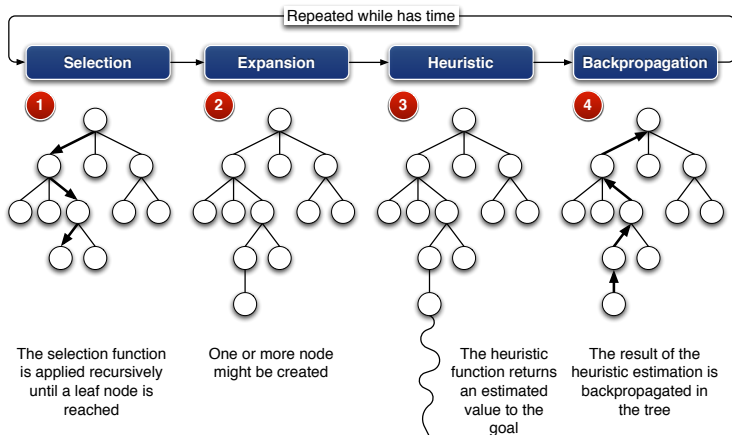 Repeated while has time
Selection
Expansion
Heuristic
Backpropagation
1
2
3
4
The selection function
is applied recursively
until a leaf node is
reached
One or more node
might be created
The heuristic
function returns
an estimated
value to the
goal
The result of the
heuristic estimation is
backpropagated in
the tree